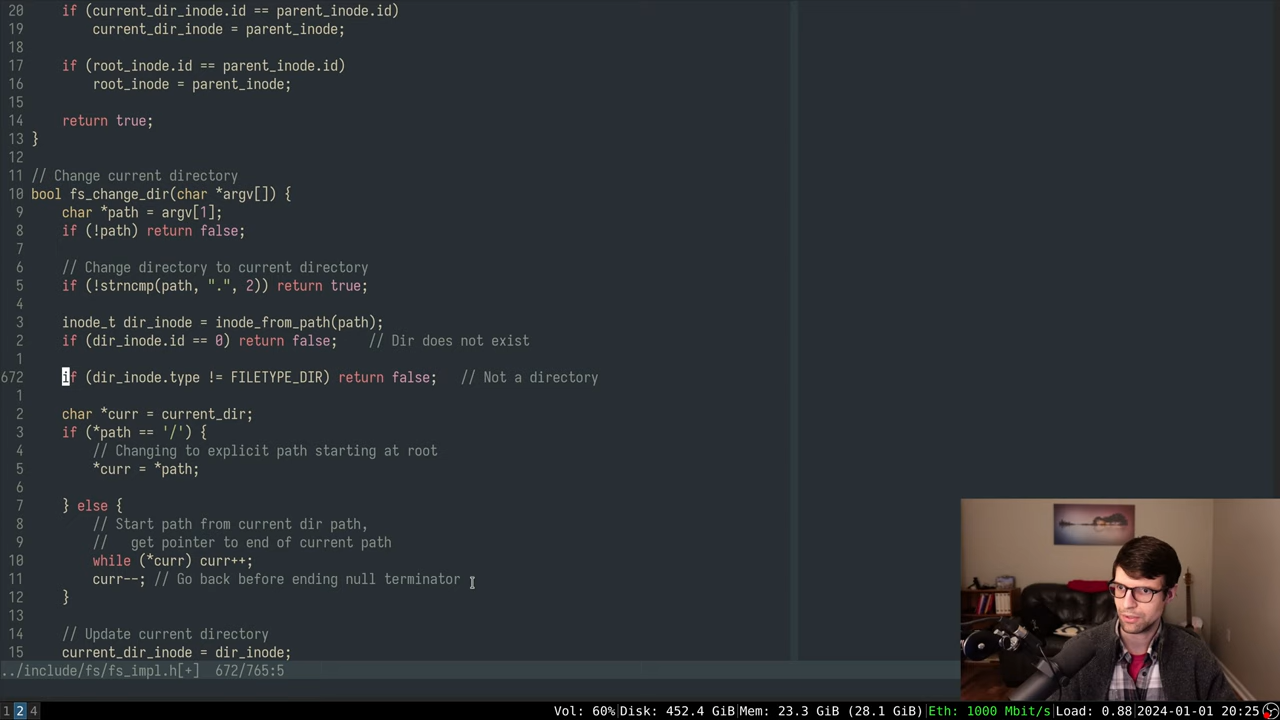 20     if (current_dir_inode.id == parent_inode.id)
19         current_dir_inode = parent_inode;
18
17     if (root_inode.id == parent_inode.id)
16         root_inode = parent_inode;
15
14     return true;
13 }
12
11 // Change current directory
10 bool fs_change_dir(char *argv[]) {
9     char *path = argv[1];
8     if (!path) return false;
7
6     // Change directory to current directory
5     if (!strncmp(path, ".", 2)) return true;
4
3     inode_t dir_inode = inode_from_path(path);
2     if (dir_inode.id == 0) return false;    // Dir does not exist
1
672     if (dir_inode.type != FILETYPE_DIR) return false;   // Not a directory
1
2     char *curr = current_dir;
3     if (*path == '/') {
4         // Changing to explicit path starting at root
5         *curr = *path;
6
7     } else {
8         // Start path from current dir path,
9         //   get pointer to end of current path
10         while (*curr) curr++;
11         curr--; // Go back before ending null terminator
12     }
13
14     // Update current directory
15     current_dir_inode = dir_inode;
../include/fs/fs_impl.h[+]  672/765:5
1 2 4 Vol: 60% Disk: 452.4 GiB Mem: 23.3 GiB (28.1 GiB) Eth: 1000 Mbit/s Load: 0.88 2024-01-01 20:25